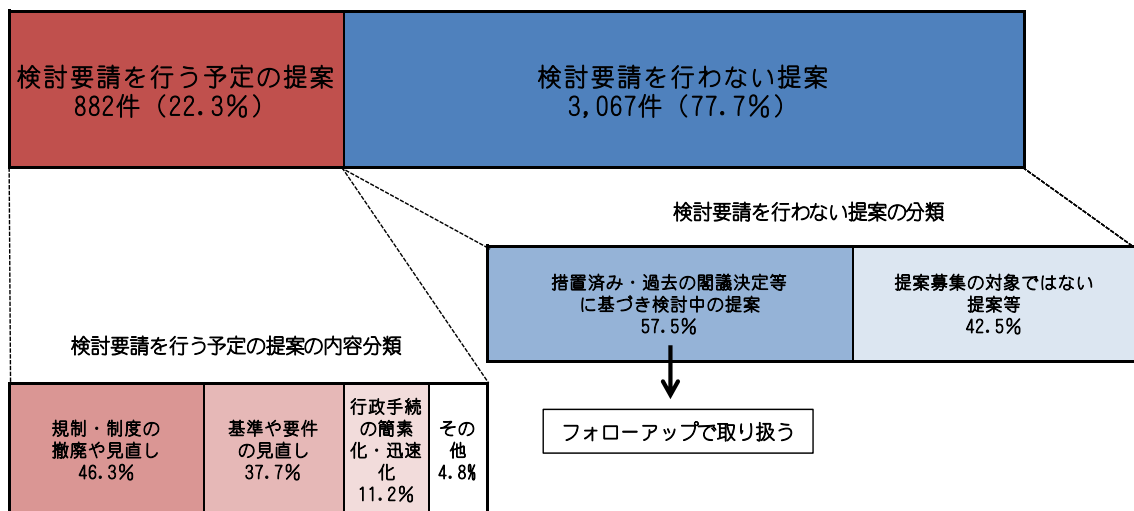 検討要請を行う予定の提案
882件（22.3%）
検討要請を行わない提案
3,067件（77.7%）
検討要請を行わない提案の分類
措置済み・過去の閣議決定等
に基づき検討中の提案
57.5%
提案募集の対象ではない
提案等
42.5%
フォローアップで取り扱う
検討要請を行う予定の提案の内容分類
規制・制度の
撤廃や見直し
46.3%
基準や要件
の見直し
37.7%
行政手続
の簡素
化・迅速
化
11.2%
その
他
4.8%